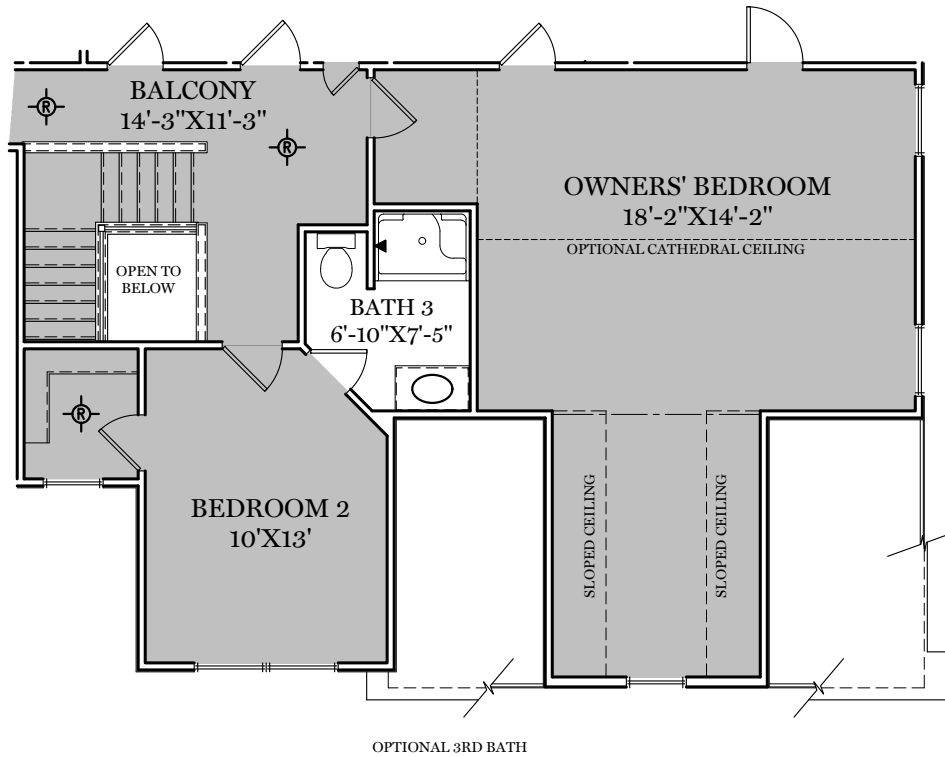 BALCONY
14'-3"X11'-3"
R
R
OWNERS' BEDROOM
18'-2"X14'-2"
OPTIONAL CATHEDRAL CEILING
OPEN TO
BELOW
BATH 3
6'-10"X7'-5"
R
BEDROOM 2
10'X13'
SLOPED CEILING
SLOPED CEILING
OPTIONAL 3RD BATH